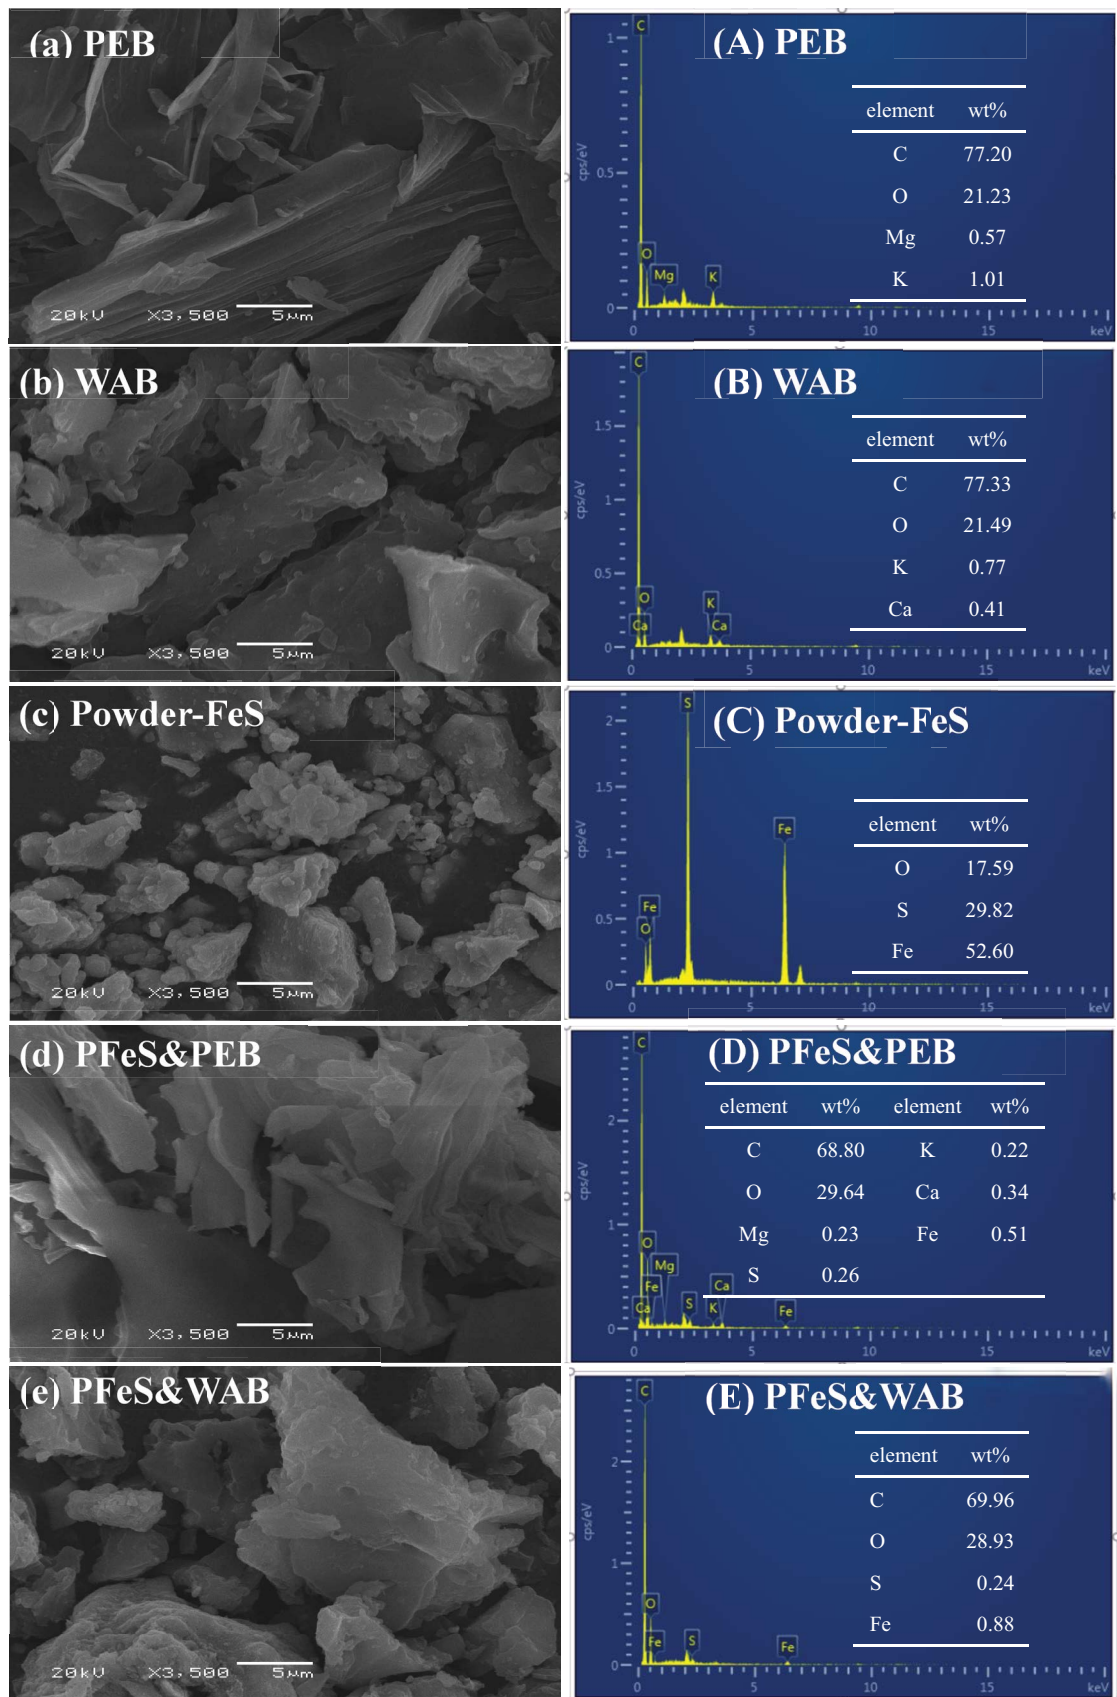 (a) PEB
20kV X3,500 5μm
(A) PEB
element wt%
C 77.20
O 21.23
Mg 0.57
K 1.01
cps/eV
1
0.5
0
C
O
Mg
K
0 5 10 15 keV
(b) WAB
20kV X3,500 5μm
(B) WAB
element wt%
C 77.33
O 21.49
K 0.77
Ca 0.41
cps/eV
1.5
1
0.5
0
C
O
K
Ca
Ca
keV 0 5 10 15 keV
(c) Powder-FeS
20kV X3,500 5μm
(C) Powder-FeS
element wt%
O 17.59
S 29.82
Fe 52.60
cps/eV
2
1.5
1
0.5
0
S
Fe
Fe
O
0 5 10 15 keV
(d) PFeS&PEB
20kV X3,500 5μm
(D) PFeS&PEB
element wt% element wt%
C 68.80 K 0.22
O 29.64 Ca 0.34
Mg 0.23 Fe 0.51
S 0.26
cps/eV
2
1
0
C
O
Mg
Fe
Ca
Ca
S
K
Fe
0 5 10 15 keV
(e) PFeS&WAB
20kV X3,500 5μm
(E) PFeS&WAB
element wt%
C 69.96
O 28.93
S 0.24
Fe 0.88
cps/eV
2
1
0
C
O
Fe
S
Fe
0 5 10 15 keV